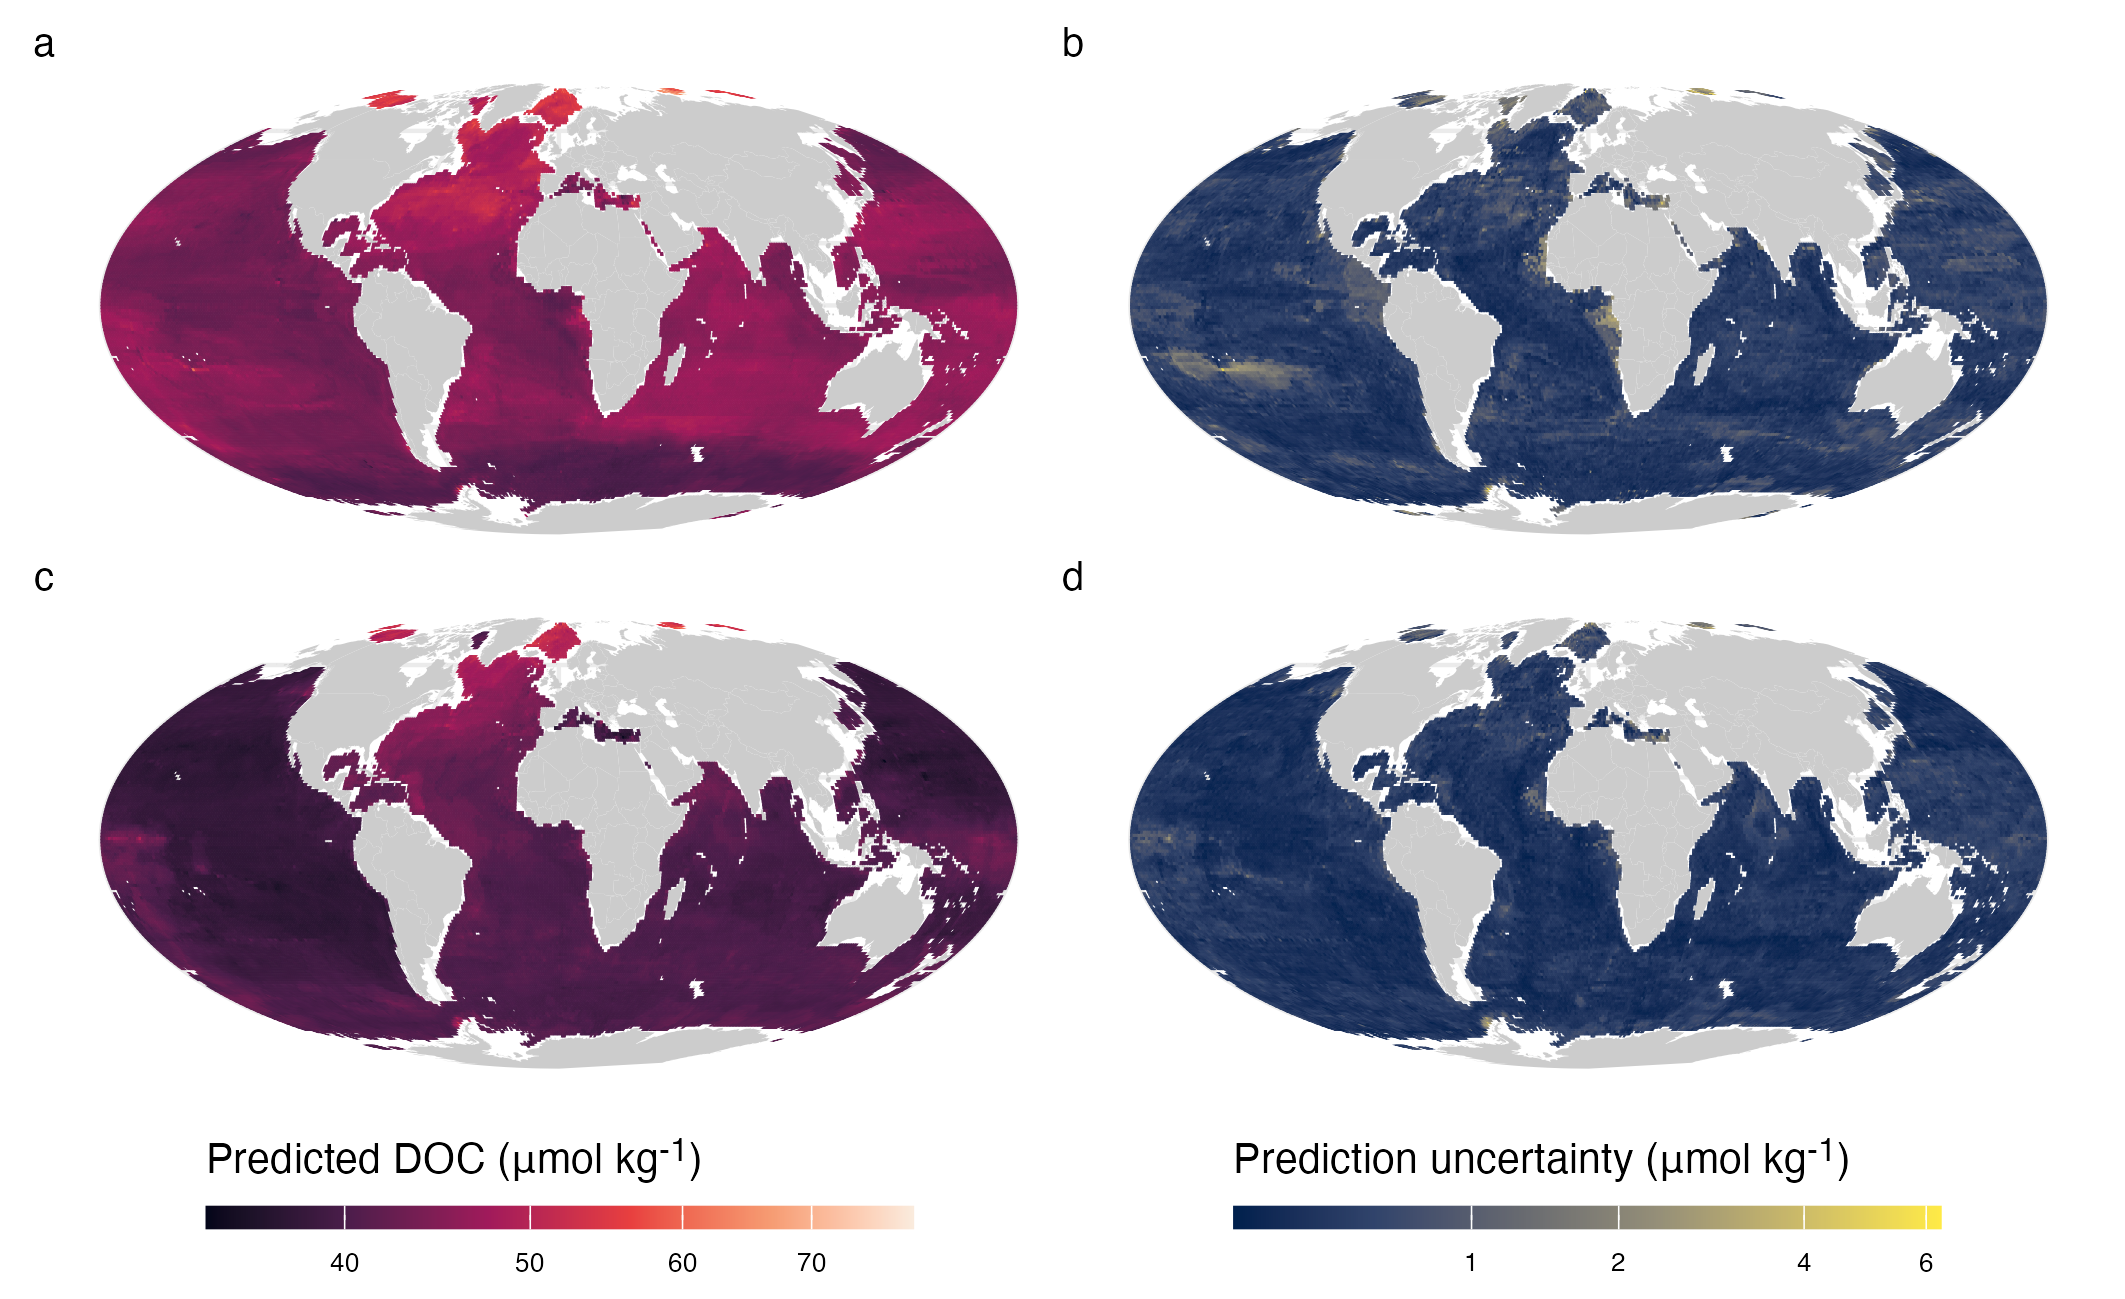 a
b
c
d
Predicted DOC (μmol kg⁻¹)
40 50 60 70
Prediction uncertainty (μmol kg⁻¹)
1 2 4 6